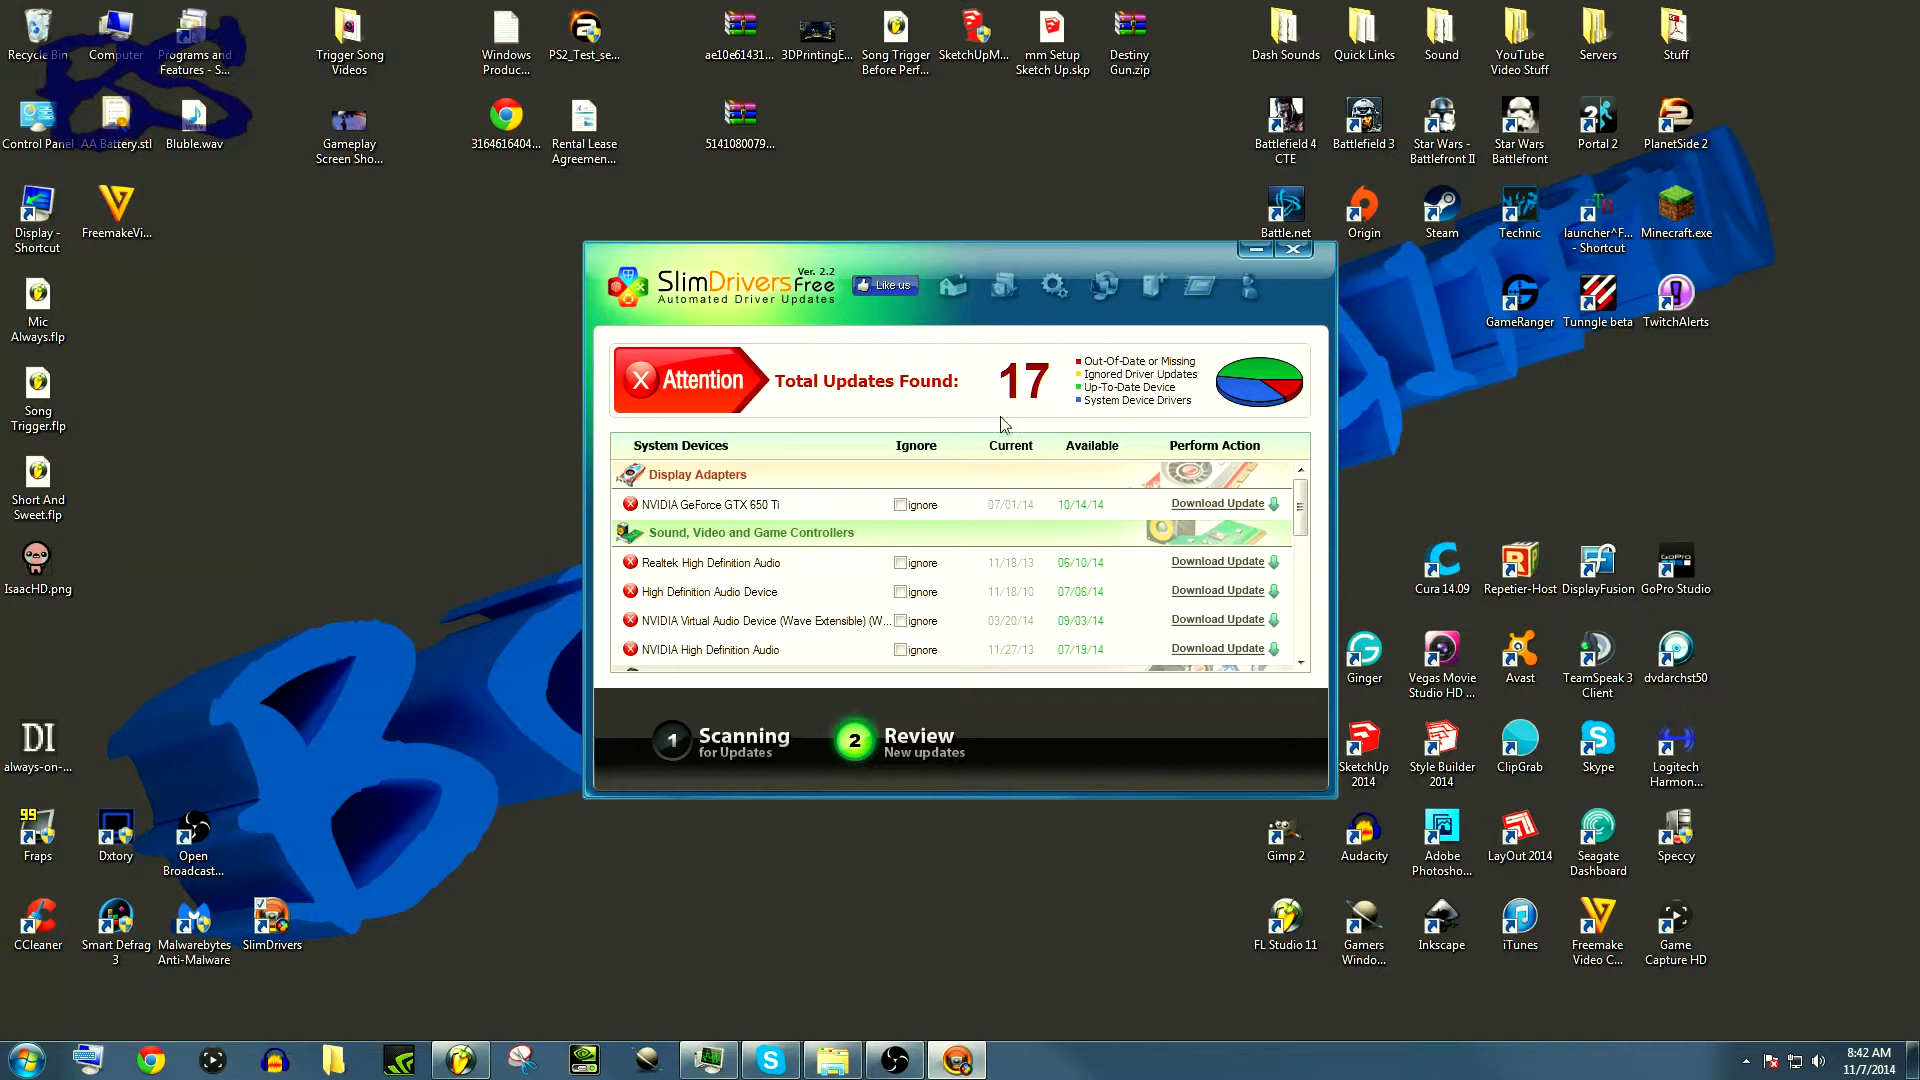 Recycle Bin
Computer
Programs and
Features - S...
Trigger Song
Videos
Windows
Produc...
PS2_Test_se...
ae10e61431...
3DPrintingE...
Song Trigger
Before Perf...
SketchUpM...
mm Setup
Sketch Up.skp
Destiny
Gun.zip
Dash Sounds
Quick Links
Sound
YouTube
Video Stuff
Servers
Stuff
Control Panel
AA Battery.stl
Bluble.wav
Gameplay
Screen Sho...
3164616404...
Rental Lease
Agreemen...
5141080079...
Battlefield 4
CTE
Battlefield 3
Star Wars -
Battlefront II
Star Wars
Battlefront
Portal 2
PlanetSide 2
Display -
Shortcut
FreemakeVi...
Battle.net
Origin
Steam
Technic
launcher^F...
- Shortcut
Minecraft.exe
Mic
Always.flp
GameRanger
Tunngle beta
TwitchAlerts
Song
Trigger.flp
Short And
Sweet.flp
IsaacHD.png
SlimDrivers Free
Ver. 2.2
Automated Driver Updates
Like us
Attention
Total Updates Found:
17
Out-Of-Date or Missing
Ignored Driver Updates
Up-To-Date Device
System Device Drivers
System Devices Ignore Current Available Perform Action
Display Adapters
NVIDIA GeForce GTX 650 Ti ignore 07/01/14 10/14/14 Download Update
Sound, Video and Game Controllers
Realtek High Definition Audio ignore 11/18/13 06/10/14 Download Update
High Definition Audio Device ignore 11/18/10 07/06/14 Download Update
NVIDIA Virtual Audio Device (Wave Extensible) (W... ignore 03/20/14 09/03/14 Download Update
NVIDIA High Definition Audio ignore 11/27/13 07/19/14 Download Update
1 Scanning
for Updates
2 Review
New updates
Cura 14.09
Repetier-Host
DisplayFusion
GoPro Studio
Ginger
Vegas Movie
Studio HD ...
Avast
TeamSpeak 3
Client
dvdarchst50
DI
always-on-...
SketchUp
2014
Style Builder
2014
ClipGrab
Skype
Logitech
Harmon...
99
Fraps
Dxtory
Open
Broadcast...
Gimp 2
Audacity
Adobe
Photosho...
LayOut 2014
Seagate
Dashboard
Speccy
CCleaner
Smart Defrag
3
Malwarebytes
Anti-Malware
SlimDrivers
FL Studio 11
Gamers
Windo...
Inkscape
iTunes
Freemake
Video C...
Game
Capture HD
8:42 AM
11/7/2014